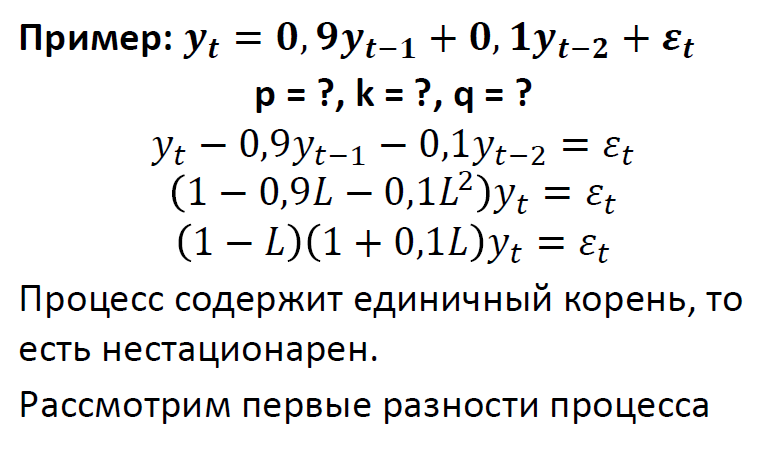 Пример: yₜ = 0,9yₜ₋₁ + 0,1yₜ₋₂ + εₜ
p = ?, k = ?, q = ?
yₜ − 0,9yₜ₋₁ − 0,1yₜ₋₂ = εₜ
(1 − 0,9L − 0,1L²)yₜ = εₜ
(1 − L)(1 + 0,1L)yₜ = εₜ
Процесс содержит единичный корень, то
есть нестационарен.
Рассмотрим первые разности процесса